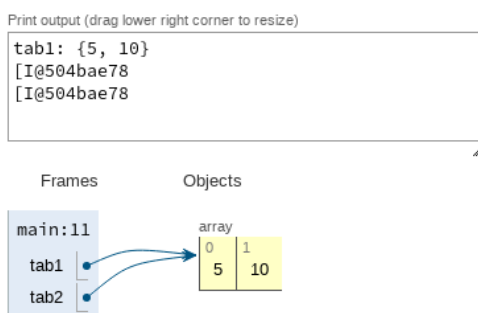 Print output (drag lower right corner to resize)
tab1: {5, 10}
[I@504bae78
[I@504bae78
Frames Objects
main:11
array
0 1
tab1
5 10
tab2